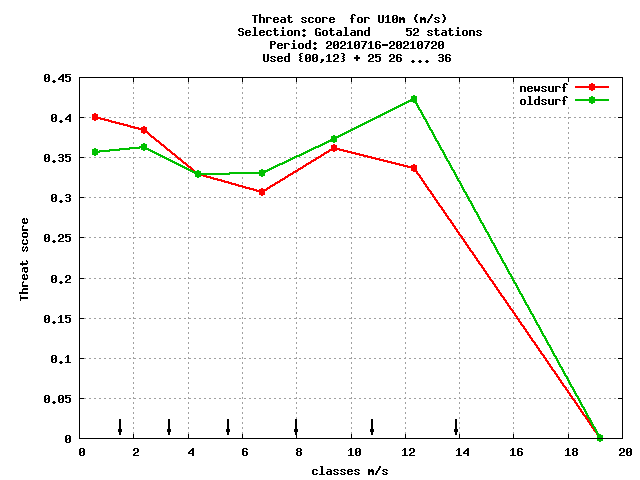 Threat score  for U10m (m/s)
Selection: Gotaland     52 stations
Period: 20210716-20210720
Used {00,12} + 25 26 ... 36
newsurf
oldsurf
0.45
0.4
0.35
0.3
0.25
0.2
0.15
0.1
0.05
0
Threat score
0 2 4 6 8 10 12 14 16 18 20
classes m/s